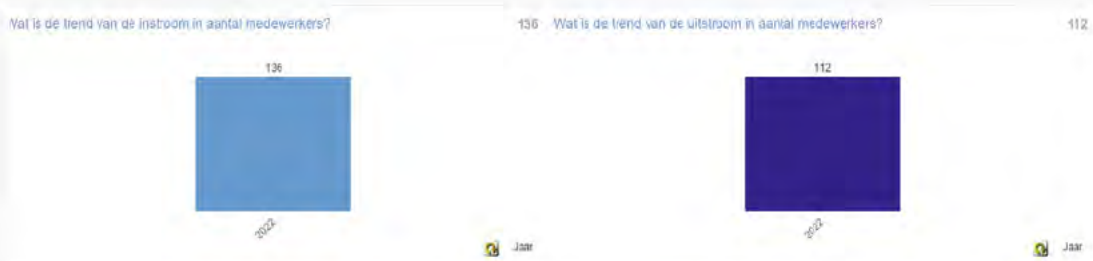 Wat is de trend van de instroom in aantal medewerkers? 136
136
2022
Jaar
Wat is de trend van de uitstroom in aantal medewerkers? 112
112
2022
Jaar